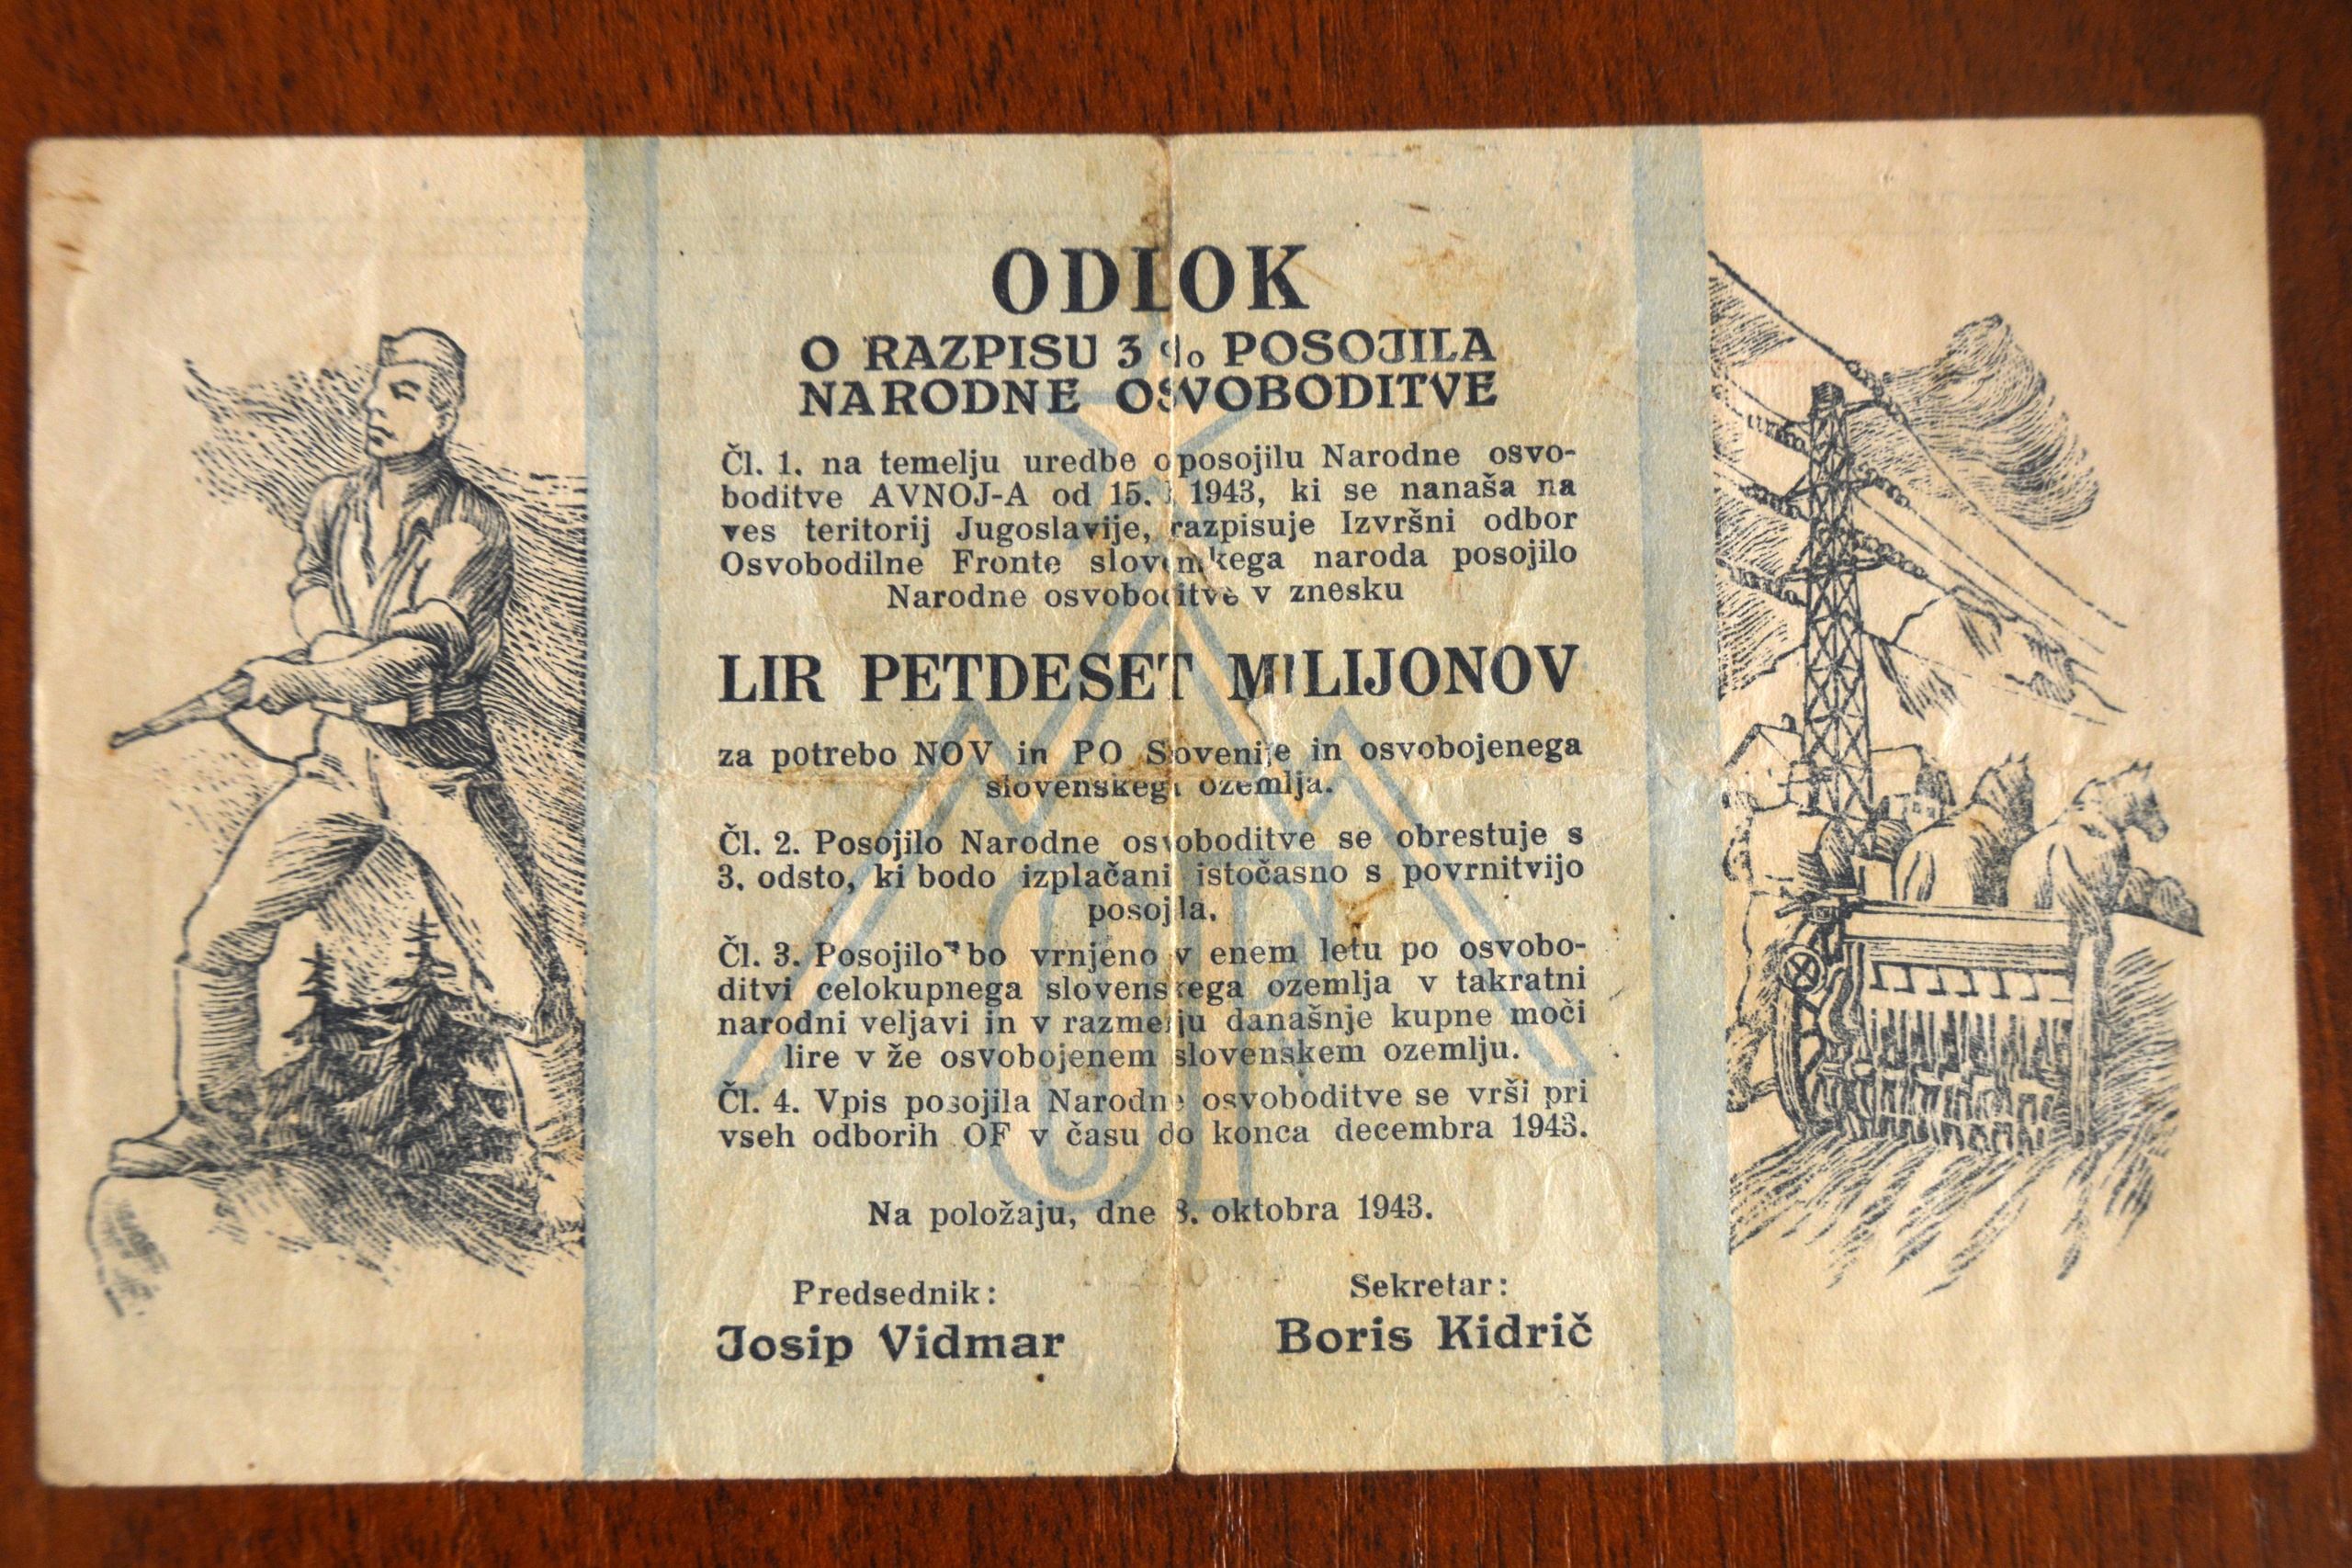 ODLOK
O RAZPISU 3 % POSOJILA
NARODNE OSVOBODITVE
Čl. 1. na temelju uredbe o posojilu Narodne osvo-
boditve AVNOJ-A od 15. 1943, ki se nanaša na
ves teritorij Jugoslavije, razpisuje Izvršni odbor
Osvobodilne Fronte slovenskega naroda posojilo
Narodne osvoboditve v znesku
LIR PETDESET MILIJONOV
za potrebo NOV in PO Slovenije in osvobojenega
slovenskega ozemlja.
Čl. 2. Posojilo Narodne osvoboditve se obrestuje s
3. odsto, ki bodo izplačani istočasno s povrnitvijo
posojila.
Čl. 3. Posojilo bo vrnjeno v enem letu po osvobo-
ditvi celokupnega slovenskega ozemlja v takratni
narodni veljavi in v razmerju današnje kupne moči
lire v že osvobojenem slovenskem ozemlju.
Čl. 4. Vpis posojila Narodne osvoboditve se vrši pri
vseh odborih OF v času do konca decembra 1943.
Na položaju, dne 8. oktobra 1943.
Predsednik: Sekretar:
Josip Vidmar Boris Kidrič
OF